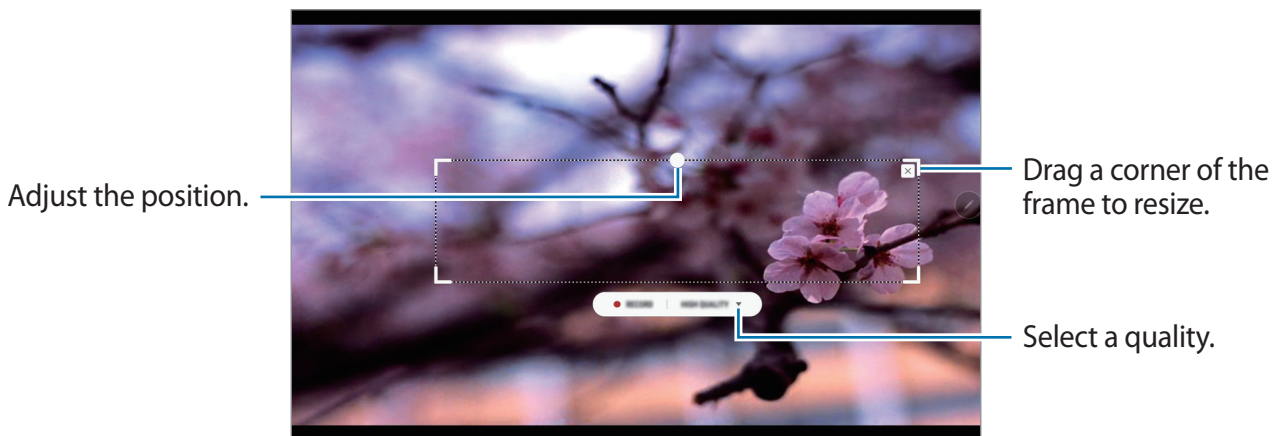 Adjust the position.
Drag a corner of the
frame to resize.
RECORD HIGH QUALITY
Select a quality.